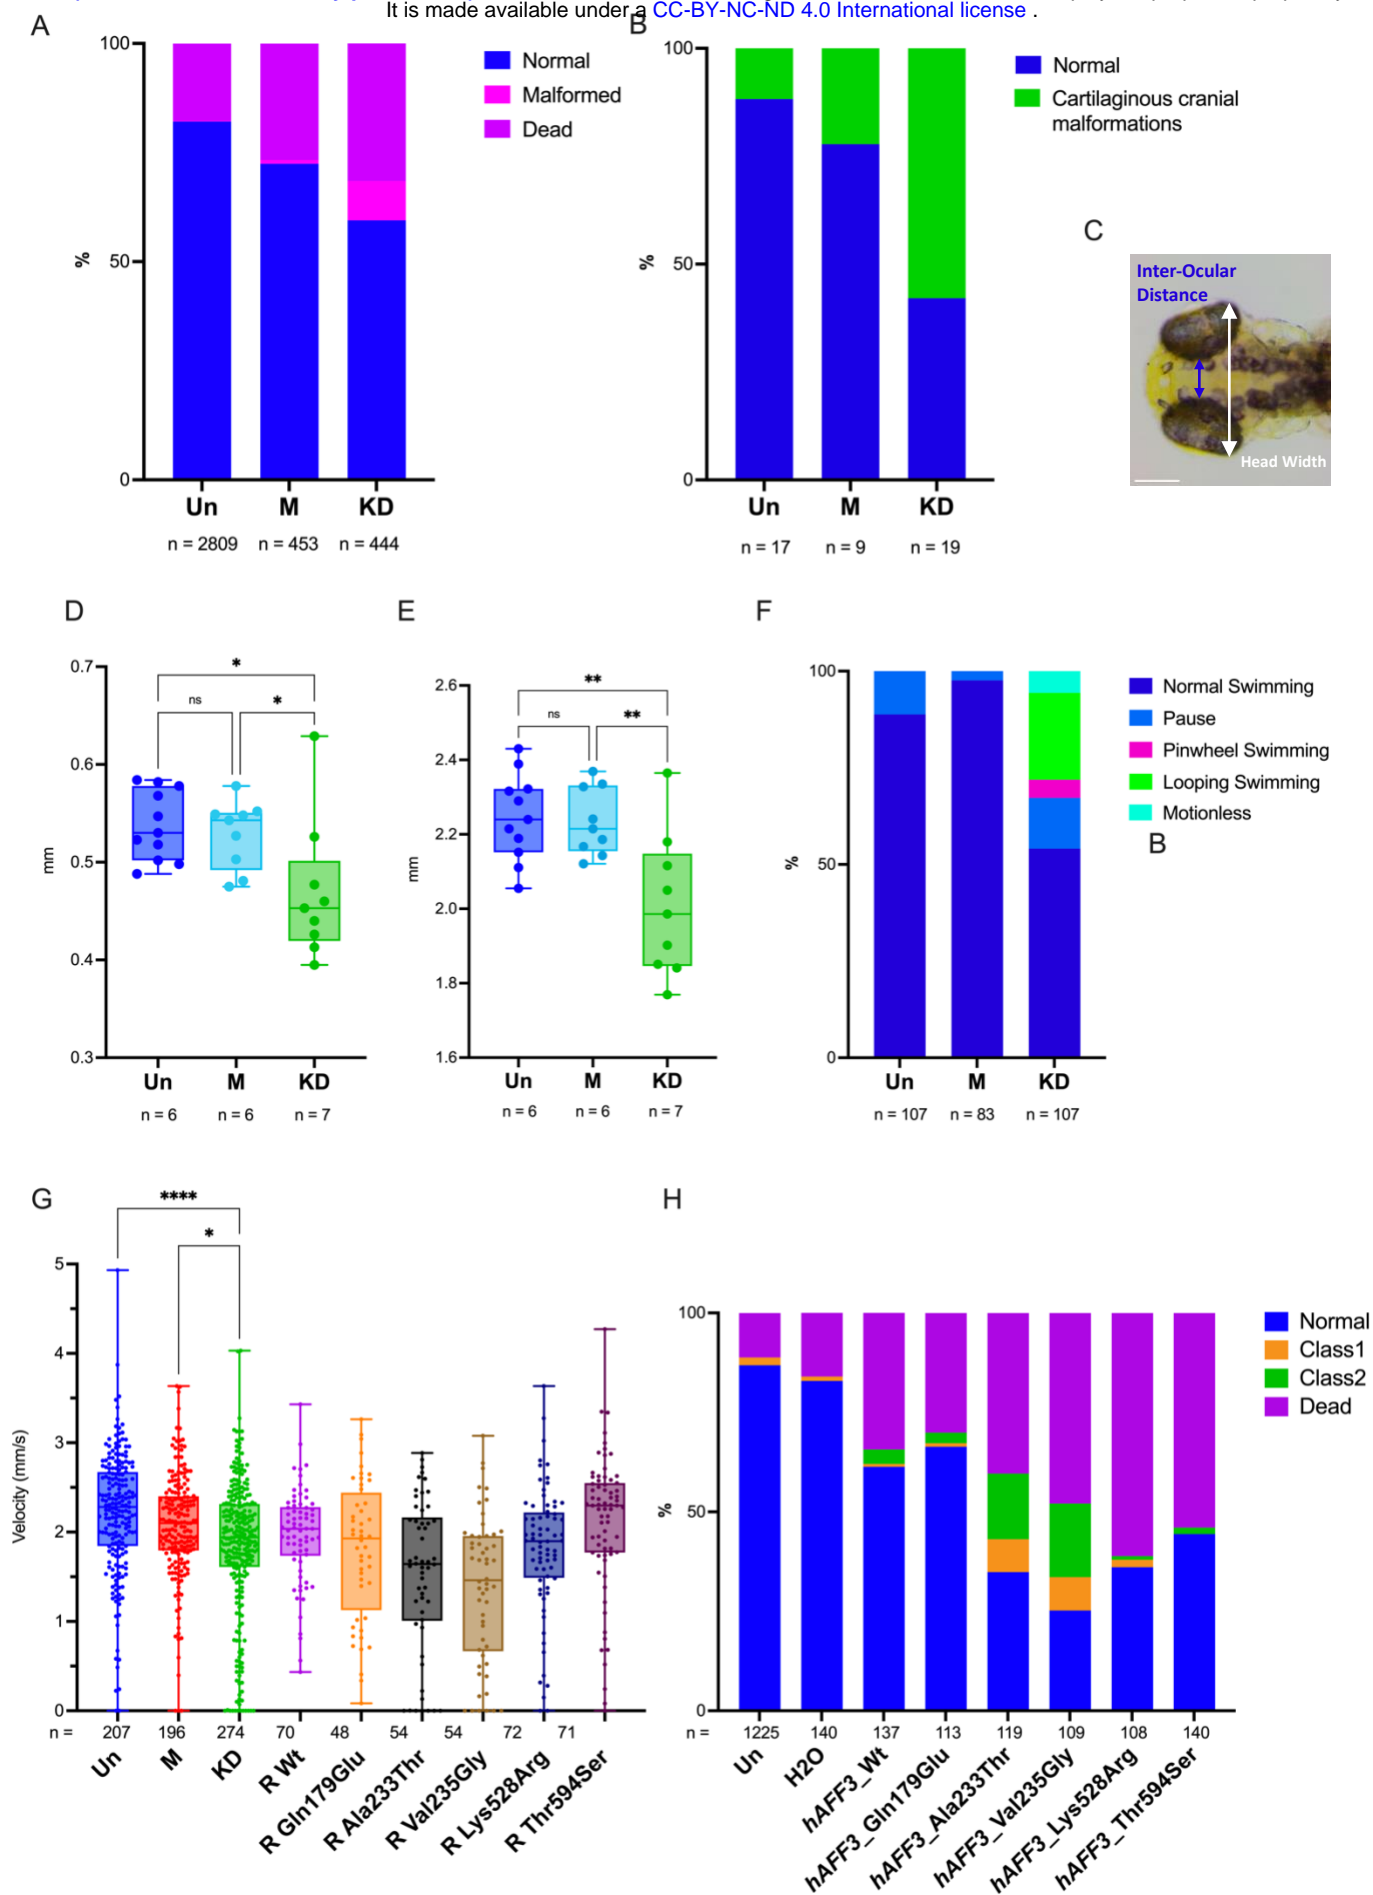 It is made available under a CC-BY-NC-ND 4.0 International license .
A
100
50
0
%
Normal
Malformed
Dead
Un M KD
n = 2809 n = 453 n = 444
B
100
50
0
%
Normal
Cartilaginous cranial
malformations
Un M KD
n = 17 n = 9 n = 19
C
Inter-Ocular
Distance
Head Width
D
0.7
0.6
0.5
0.4
0.3
mm
*
ns *
Un M KD
n = 6 n = 6 n = 7
E
2.6
2.4
2.2
2.0
1.8
1.6
mm
**
ns **
Un M KD
n = 6 n = 6 n = 7
F
100
50
0
%
Normal Swimming
Pause
Pinwheel Swimming
Looping Swimming
Motionless
B
Un M KD
n = 107 n = 83 n = 107
G
****
*
5
4
3
2
1
0
Velocity (mm/s)
n = 207 196 274 70 48 54 54 72 71
Un
M
KD
R Wt
R Gln179Glu
R Ala233Thr
R Val235Gly
R Lys528Arg
R Thr594Ser
H
100
50
0
%
Normal
Class1
Class2
Dead
n = 1225 140 137 113 119 109 108 140
Un
H2O
hAFF3_Wt
hAFF3_Gln179Glu
hAFF3_Ala233Thr
hAFF3_Val235Gly
hAFF3_Lys528Arg
hAFF3_Thr594Ser